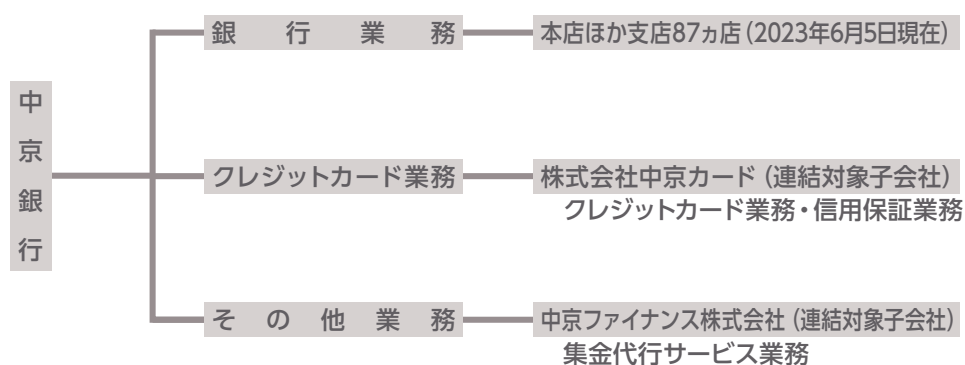 中京銀行
銀行業務
本店ほか支店87ヵ店（2023年6月5日現在）
クレジットカード業務
株式会社中京カード（連結対象子会社）
クレジットカード業務・信用保証業務
その他業務
中京ファイナンス株式会社（連結対象子会社）
集金代行サービス業務